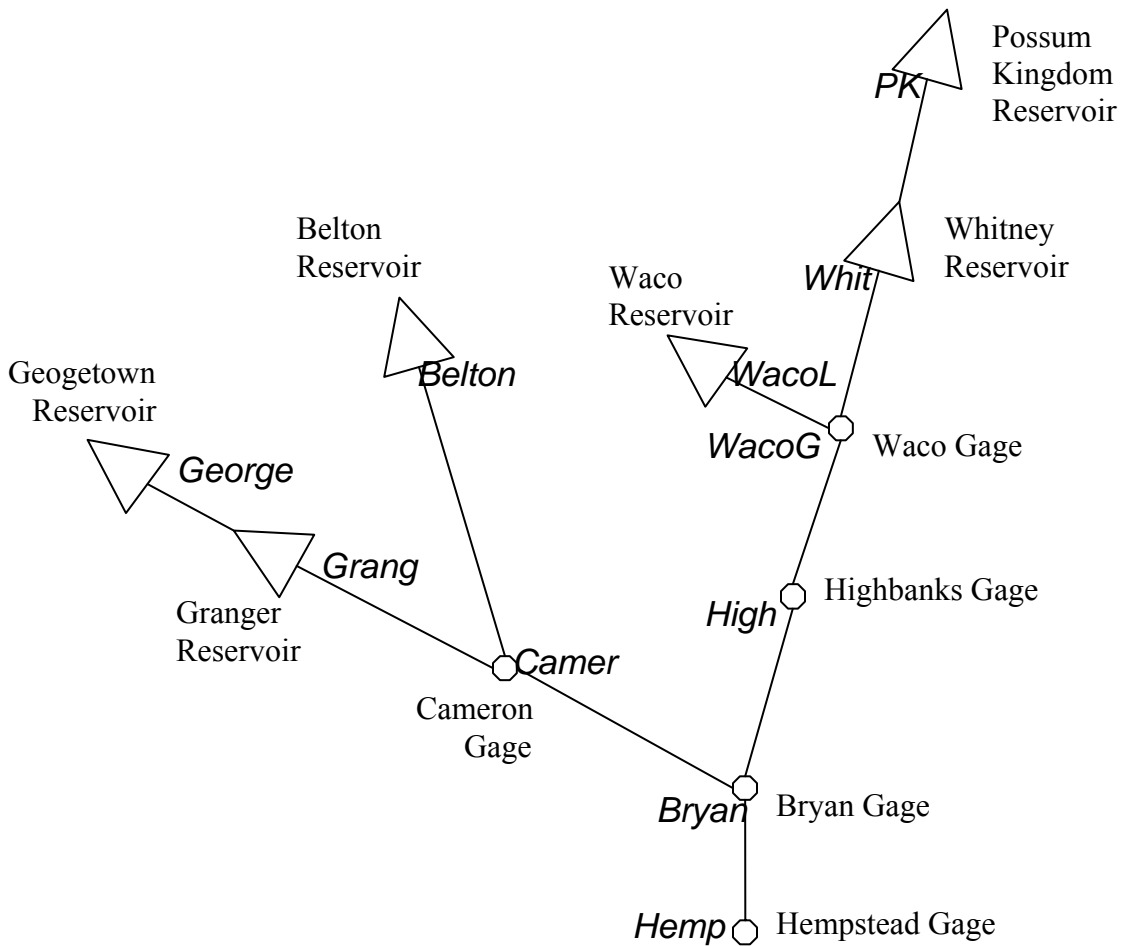 Possum
Kingdom
Reservoir
PK
Belton
Reservoir
Whitney
Reservoir
Whit
Waco
Reservoir
WacoL
Geogetown
Reservoir
Belton
WacoG
Waco Gage
George
Grang
Granger
Reservoir
Highbanks Gage
High
Camer
Cameron
Gage
Bryan
Bryan Gage
Hemp
Hempstead Gage